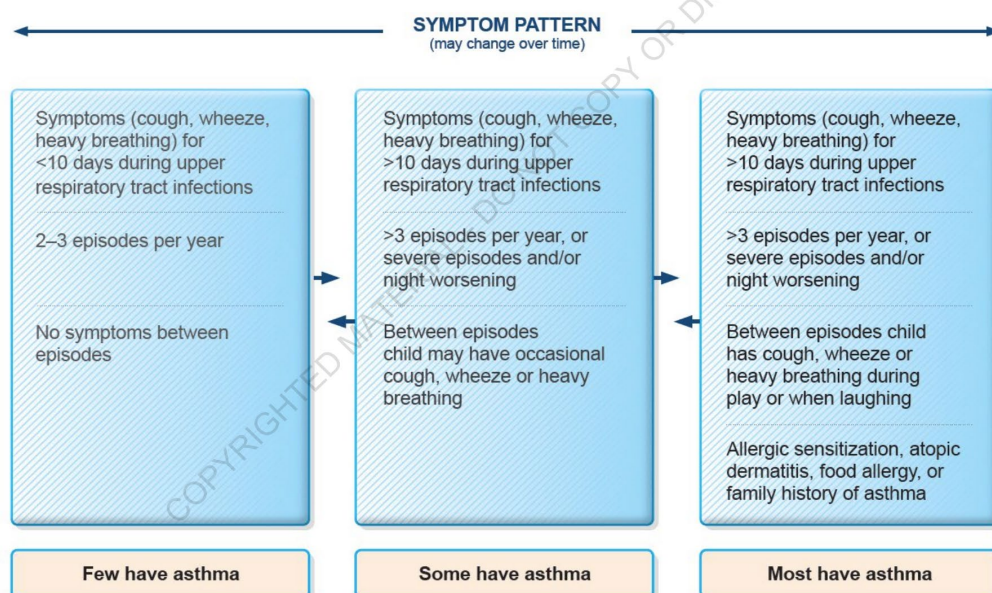 SYMPTOM PATTERN
(may change over time)
Symptoms (cough, wheeze,
heavy breathing) for
<10 days during upper
respiratory tract infections
2–3 episodes per year
No symptoms between
episodes
Few have asthma
Symptoms (cough, wheeze,
heavy breathing) for
>10 days during upper
respiratory tract infections
>3 episodes per year, or
severe episodes and/or
night worsening
Between episodes
child may have occasional
cough, wheeze or heavy
breathing
Some have asthma
Symptoms (cough, wheeze,
heavy breathing) for
>10 days during upper
respiratory tract infections
>3 episodes per year, or
severe episodes and/or
night worsening
Between episodes child
has cough, wheeze or
heavy breathing during
play or when laughing
Allergic sensitization, atopic
dermatitis, food allergy, or
family history of asthma
Most have asthma
COPYRIGHTED MATERIAL - DO NOT COPY OR